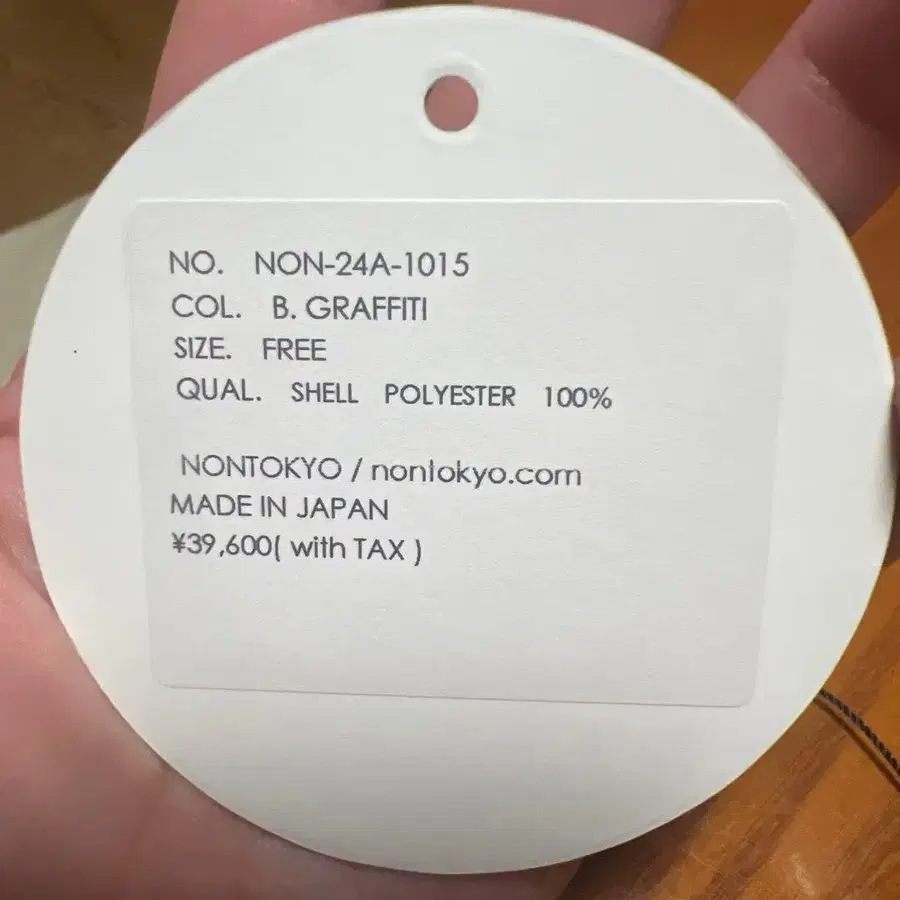 NO. NON-24A-1015
COL. B. GRAFFITI
SIZE. FREE
QUAL. SHELL POLYESTER 100%
NONTOKYO / nontokyo.com
MADE IN JAPAN
¥39,600( with TAX )